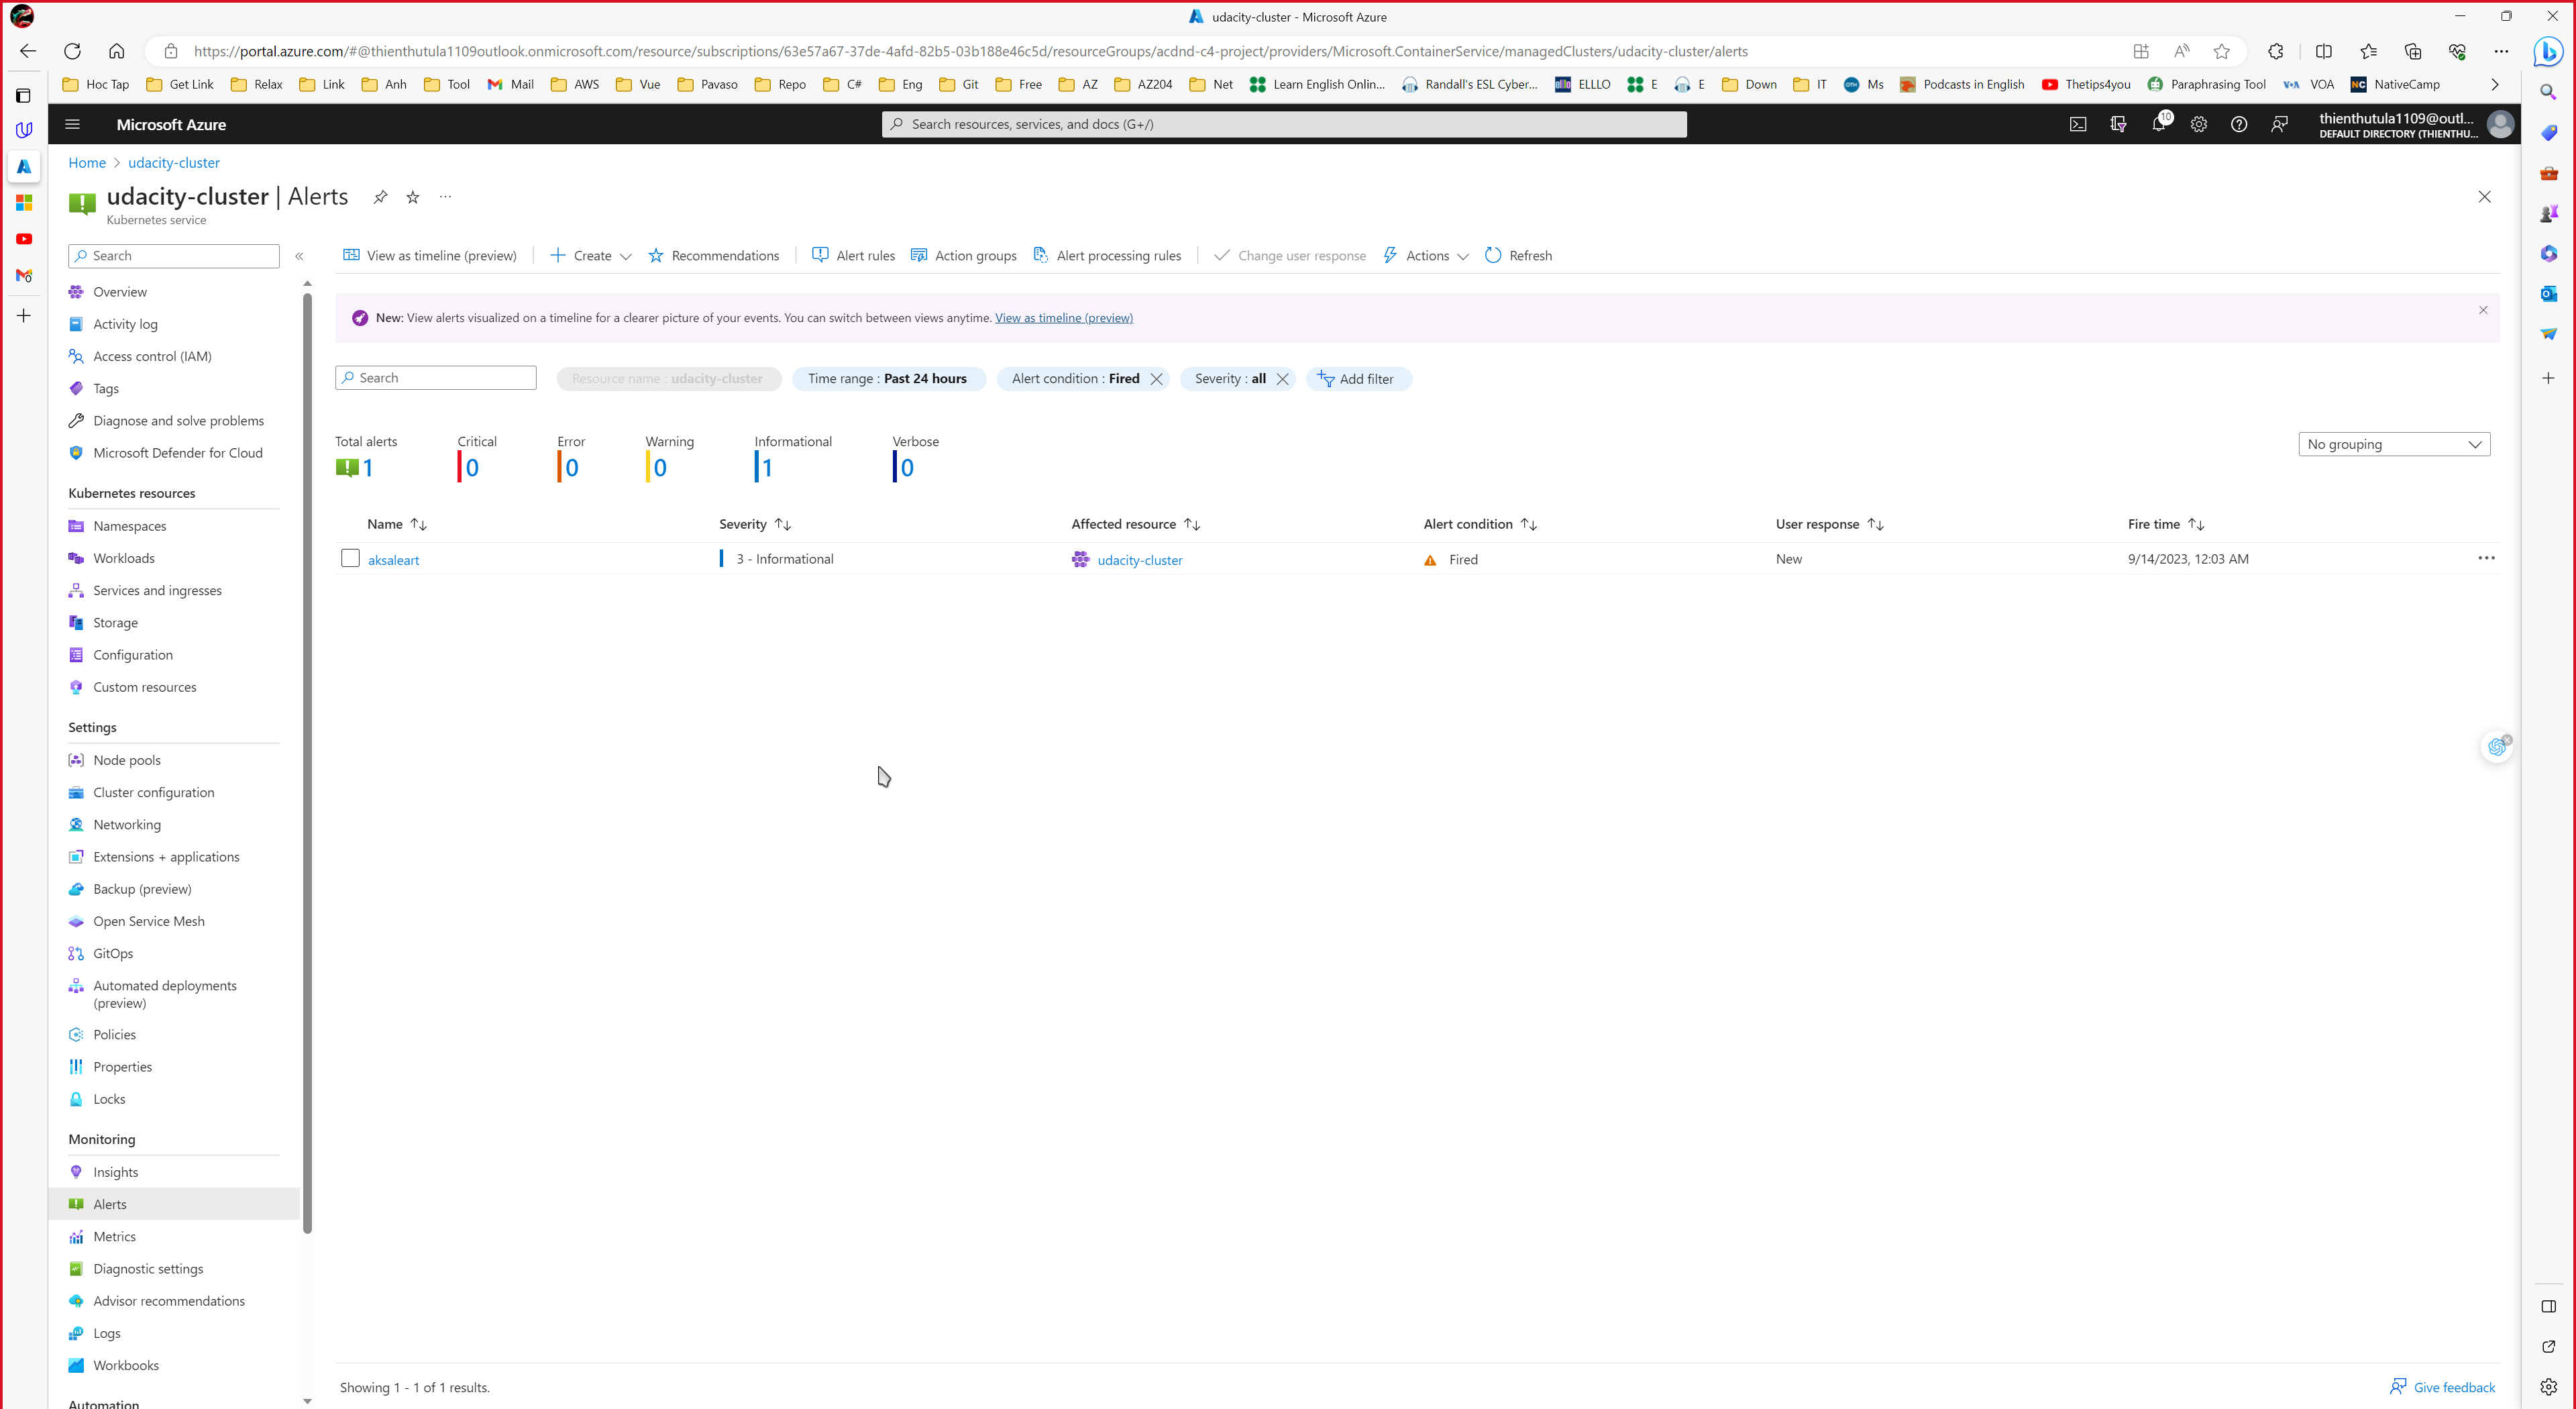 udacity-cluster - Microsoft Azure
https://portal.azure.com/#@thienthutula1109outlook.onmicrosoft.com/resource/subscriptions/63e57a67-37de-4afd-82b5-03b188e46c5d/resourceGroups/acdnd-c4-project/providers/Microsoft.ContainerService/managedClusters/udacity-cluster/alerts
Hoc Tap Get Link Relax Link Anh Tool Mail AWS Vue Pavaso Repo C# Eng Git Free AZ AZ204 Net Learn English Onlin... Randall's ESL Cyber... ELLLO E E Down IT Ms Podcasts in English Thetips4you Paraphrasing Tool VOA NativeCamp
Microsoft Azure
Search resources, services, and docs (G+/)
10
thienthutula1109@outl...
DEFAULT DIRECTORY (THIENTHU...
Home > udacity-cluster
udacity-cluster | Alerts
Kubernetes service
Search
View as timeline (preview) Create Recommendations Alert rules Action groups Alert processing rules Change user response Actions Refresh
New: View alerts visualized on a timeline for a clearer picture of your events. You can switch between views anytime. View as timeline (preview)
Search
Resource name : udacity-cluster Time range : Past 24 hours Alert condition : Fired Severity : all Add filter
Total alerts Critical Error Warning Informational Verbose
1 0 0 0 1 0
No grouping
Name Severity Affected resource Alert condition User response Fire time
aksaleart 3 - Informational udacity-cluster Fired New 9/14/2023, 12:03 AM
Overview
Activity log
Access control (IAM)
Tags
Diagnose and solve problems
Microsoft Defender for Cloud
Kubernetes resources
Namespaces
Workloads
Services and ingresses
Storage
Configuration
Custom resources
Settings
Node pools
Cluster configuration
Networking
Extensions + applications
Backup (preview)
Open Service Mesh
GitOps
Automated deployments
(preview)
Policies
Properties
Locks
Monitoring
Insights
Alerts
Metrics
Diagnostic settings
Advisor recommendations
Logs
Workbooks
Automation
Showing 1 - 1 of 1 results.
Give feedback